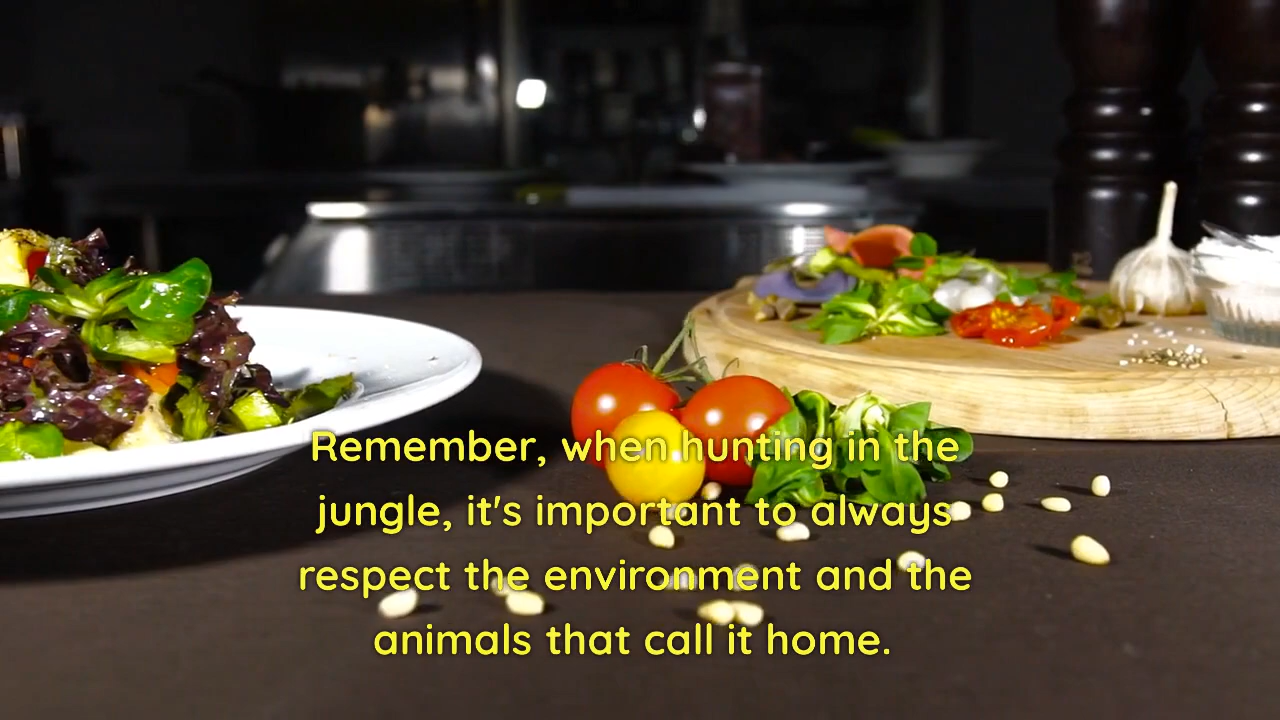 Remember, when hunting in the
jungle, it's important to always
respect the environment and the
animals that call it home.